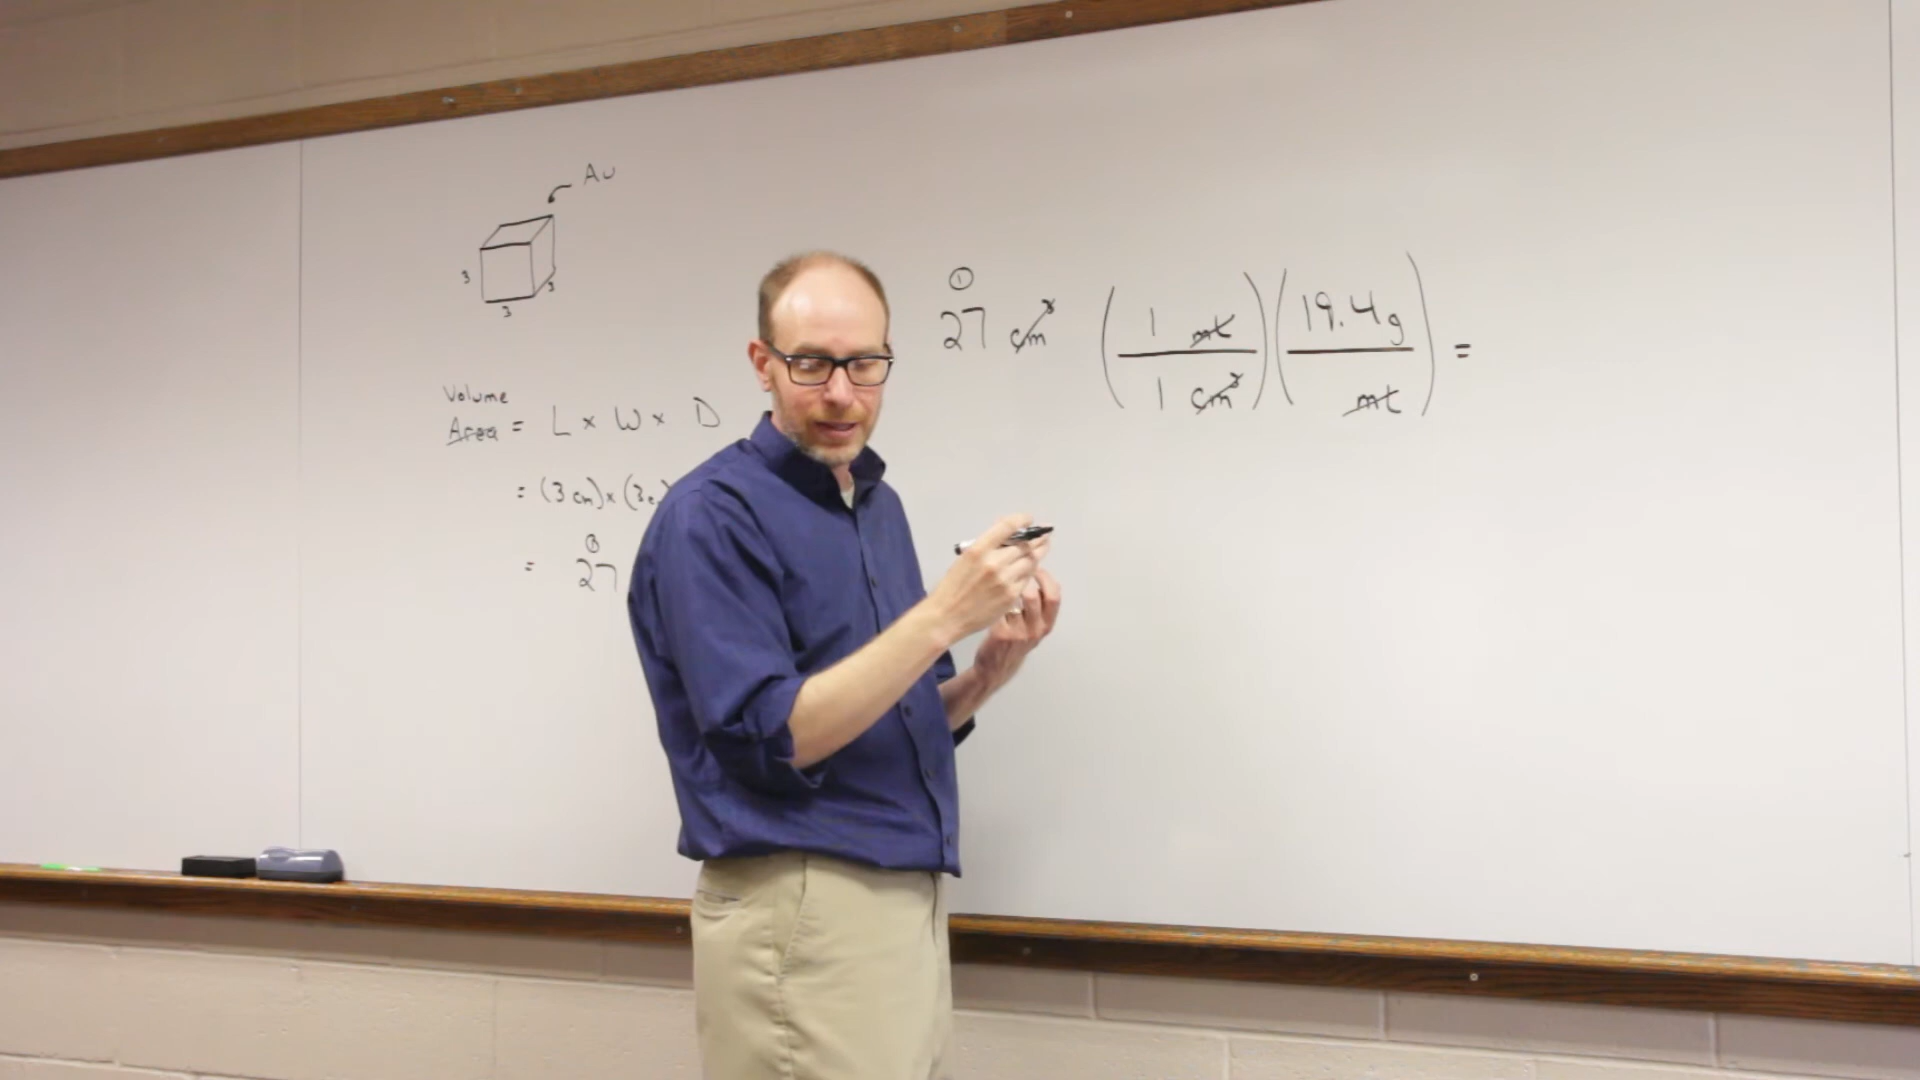 Au
3
3
3
Volume
Area = L x W x D
= (3 cm) x (3 c
①
= 27
①
27 cm³ ( 1 mL / 1 cm³ ) ( 19.4 g / mL ) =